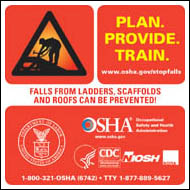 PLAN.
PROVIDE.
TRAIN.
www.osha.gov/stopfalls
FALLS FROM LADDERS, SCAFFOLDS
AND ROOFS CAN BE PREVENTED!
OSHA
Occupational
Safety and Health
Administration
www.osha.gov
CDC
NIOSH
1-800-321-OSHA (6742) • TTY 1-877-889-5627